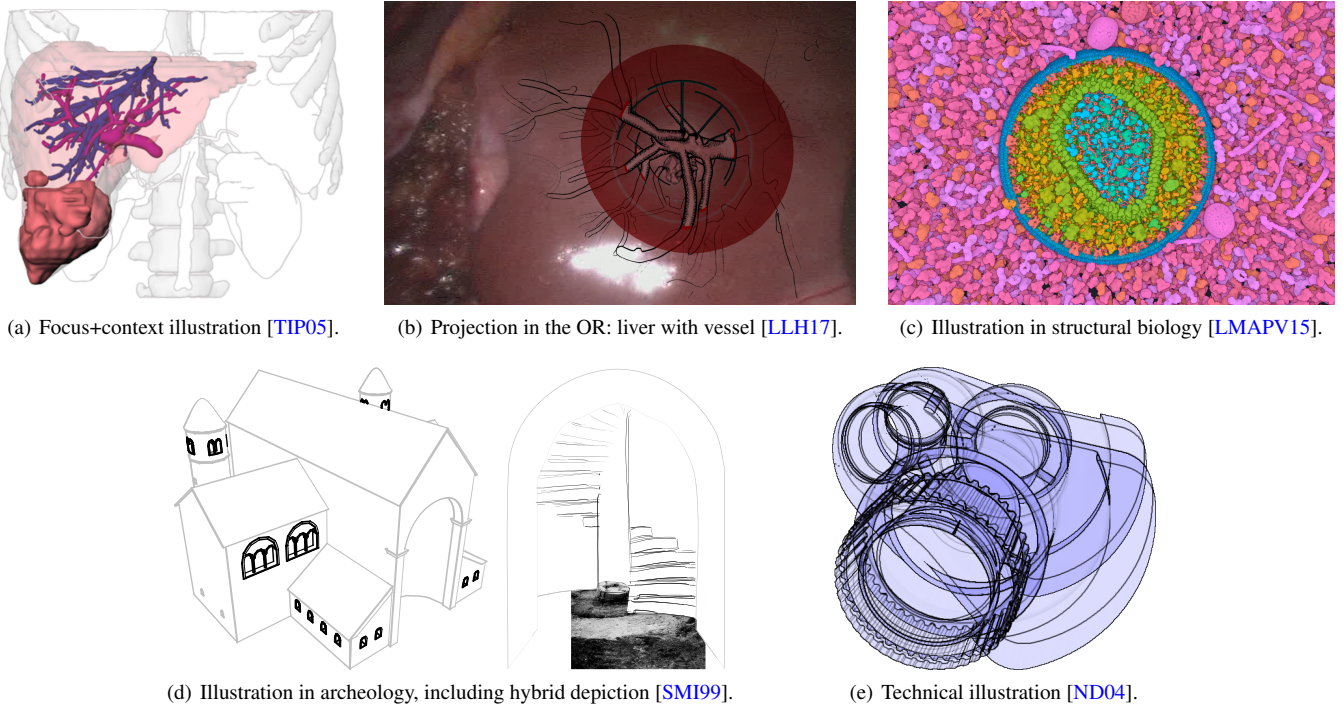 (a) Focus+context illustration [TIP05].
(b) Projection in the OR: liver with vessel [LLH17].
(c) Illustration in structural biology [LMAPV15].
(d) Illustration in archeology, including hybrid depiction [SMI99].
(e) Technical illustration [ND04].